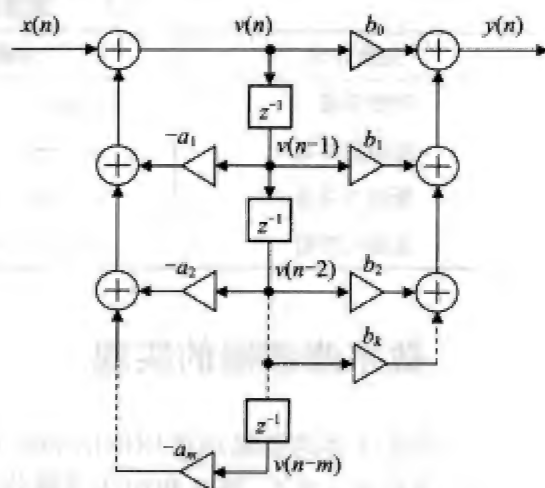 x(n) v(n) b₀ y(n)
z⁻¹
−a₁ v(n−1) b₁
z⁻¹
−a₂ v(n−2) b₂
bₖ
z⁻¹
−aₘ v(n−m)